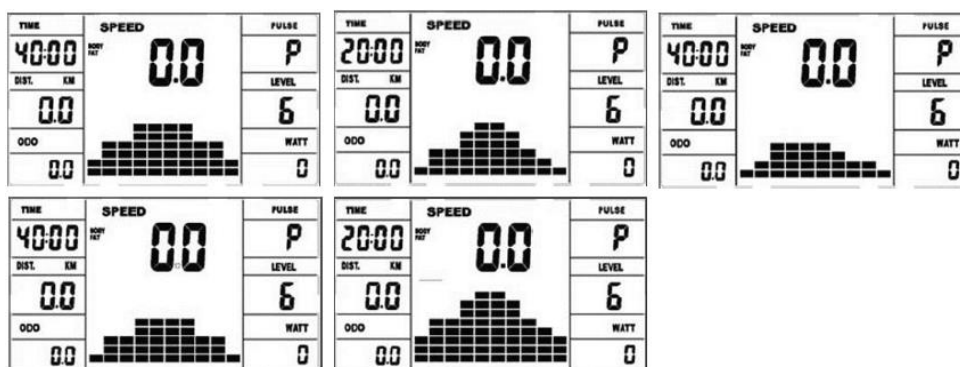 TIME SPEED PULSE
40:00 BODY FAT 0.0 P
DIST. KM LEVEL
0.0 6
ODO WATT
0.0 0
TIME SPEED PULSE
20:00 BODY FAT 0.0 P
DIST. KM LEVEL
0.0 6
ODO WATT
0.0 0
TIME SPEED PULSE
40:00 BODY FAT 0.0 P
DIST. KM LEVEL
0.0 6
ODO WATT
0.0 0
TIME SPEED PULSE
40:00 BODY FAT 00 P
DIST. KM LEVEL
0.0 6
ODO WATT
0.0 0
TIME SPEED PULSE
20:00 BODY FAT 0.0 P
DIST. KM LEVEL
0.0 6
ODO WATT
0.0 0